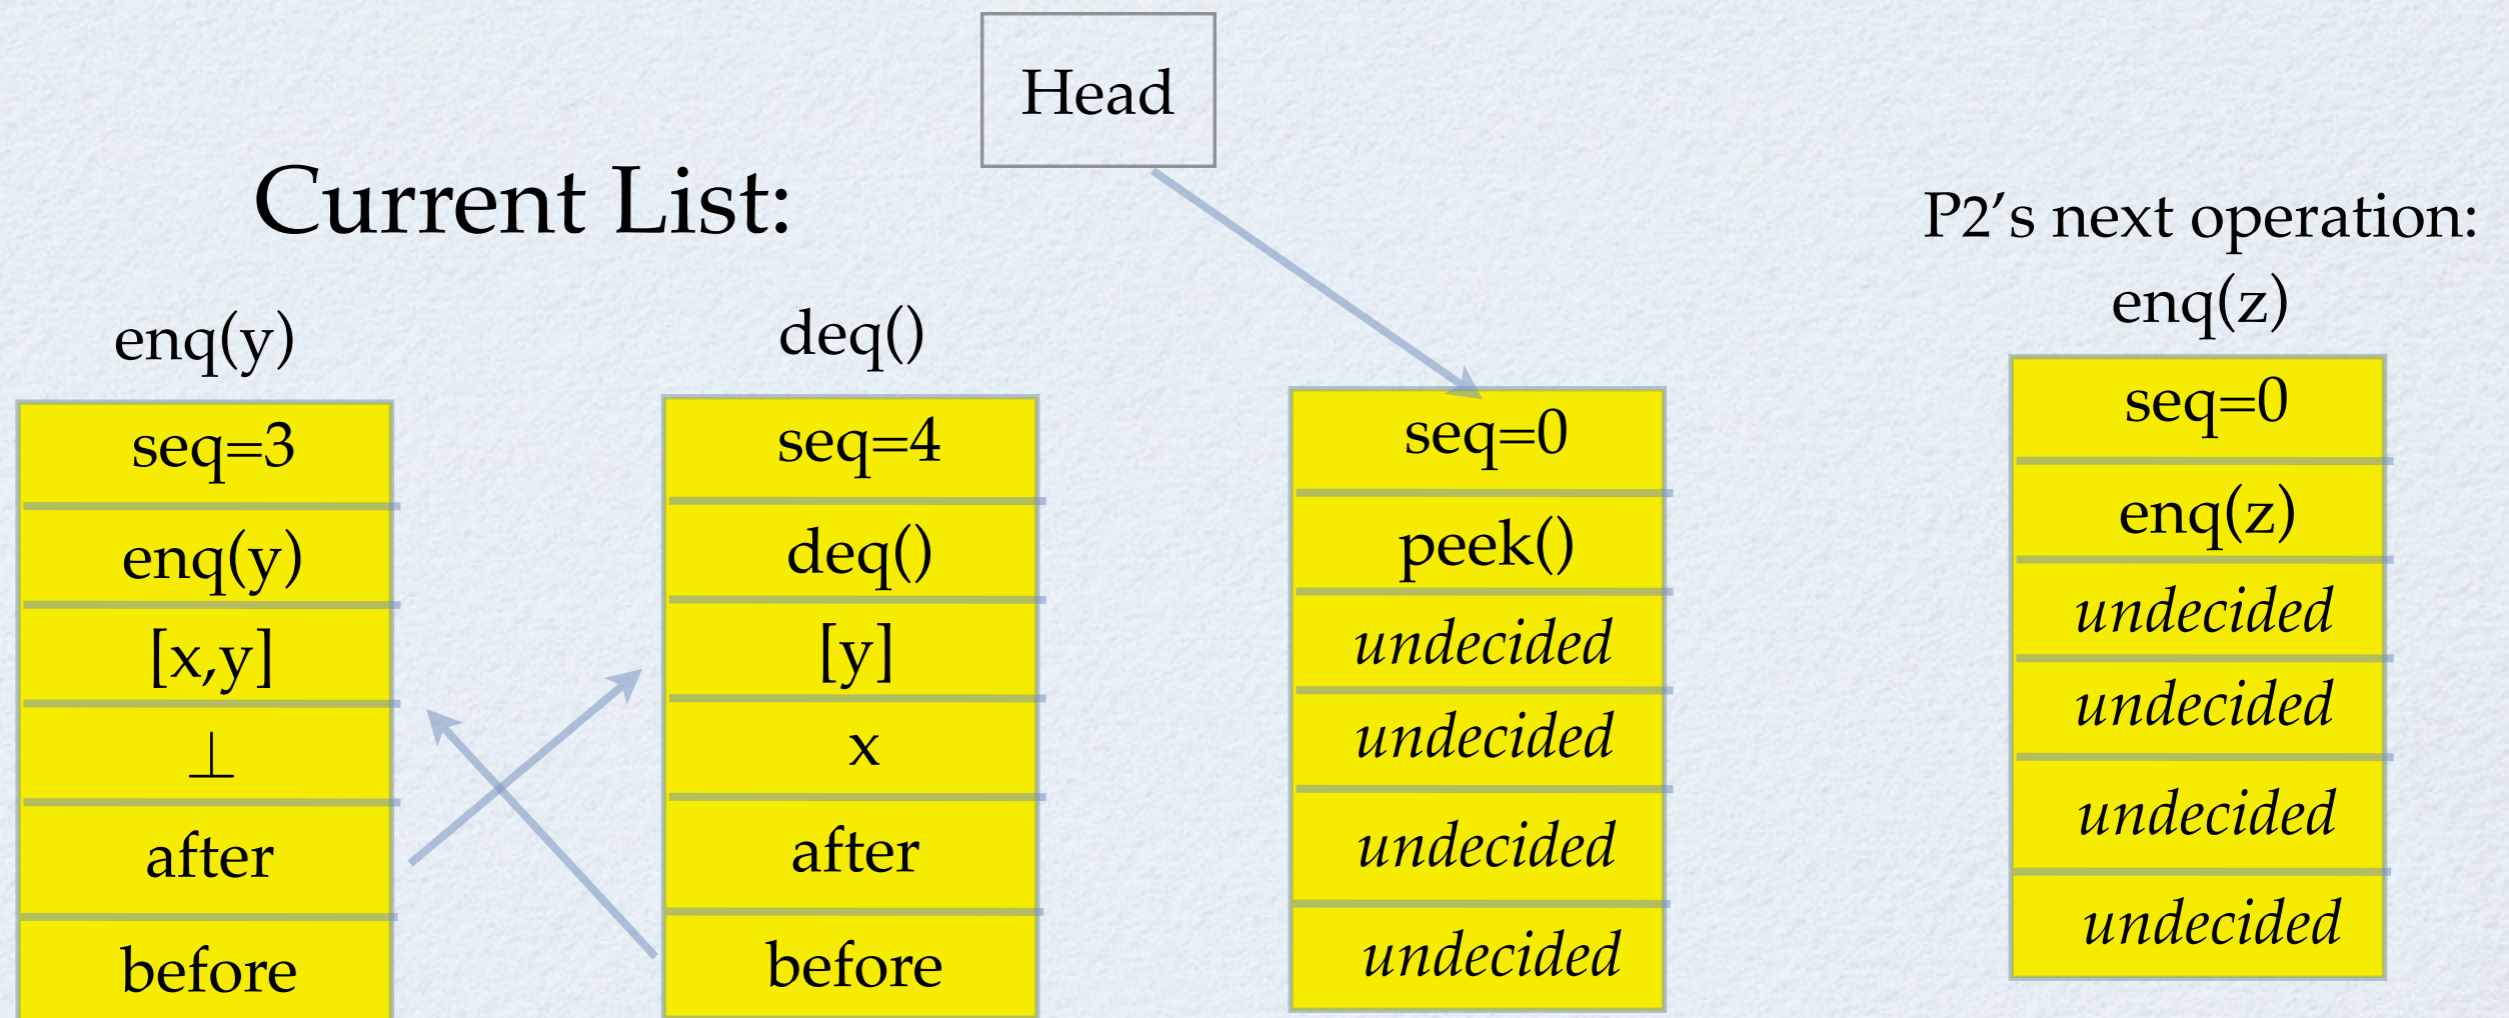 Head
Current List:
P2's next operation:
enq(z)
enq(y)
seq=3
enq(y)
[x,y]
⊥
after
before
deq()
seq=4
deq()
[y]
x
after
before
seq=0
peek()
undecided
undecided
undecided
undecided
seq=0
enq(z)
undecided
undecided
undecided
undecided